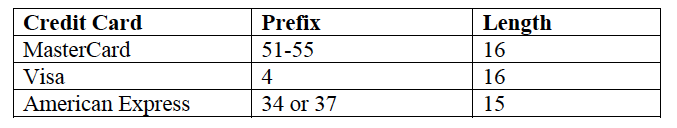 Credit Card Prefix Length
MasterCard 51-55 16
Visa 4 16
American Express 34 or 37 15